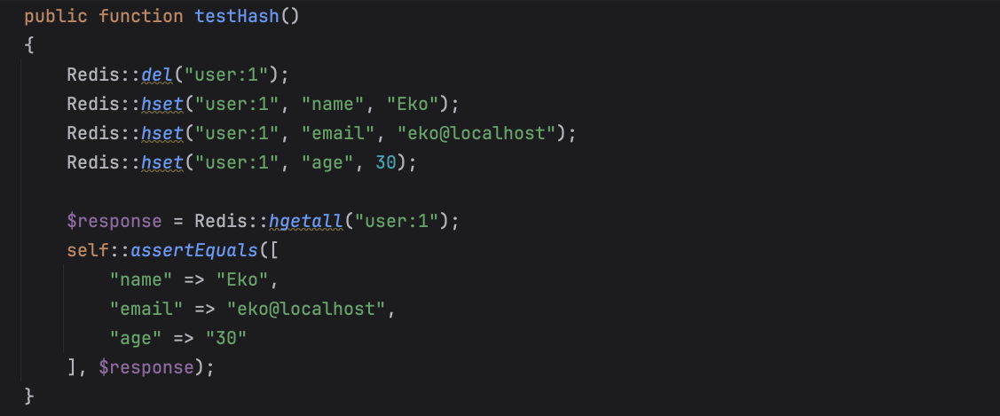 public function testHash()
{
    Redis::del("user:1");
    Redis::hset("user:1", "name", "Eko");
    Redis::hset("user:1", "email", "eko@localhost");
    Redis::hset("user:1", "age", 30);

    $response = Redis::hgetall("user:1");
    self::assertEquals([
        "name" => "Eko",
        "email" => "eko@localhost",
        "age" => "30"
    ], $response);
}